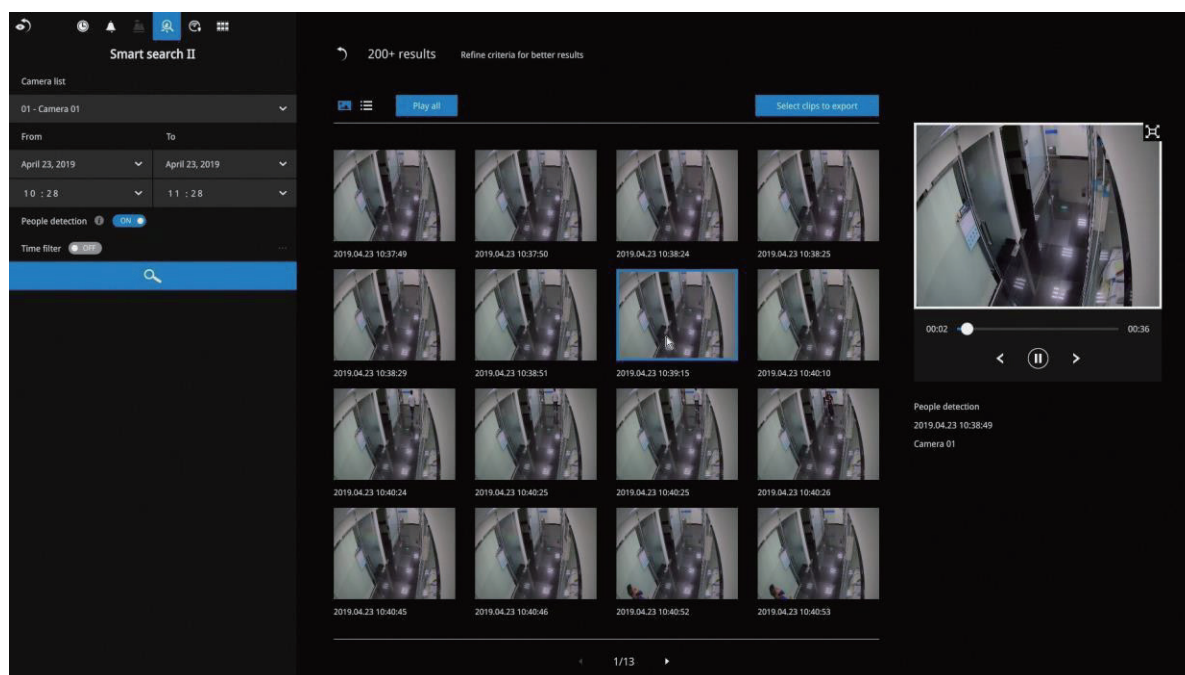 Smart search II
Camera list
01 - Camera 01
From To
April 23, 2019 April 23, 2019
10 : 28 11 : 28
People detection ON
Time filter OFF
200+ results Refine criteria for better results
Play all Select clips to export
2019.04.23 10:37:49 2019.04.23 10:37:50 2019.04.23 10:38:24 2019.04.23 10:38:25
2019.04.23 10:38:29 2019.04.23 10:38:51 2019.04.23 10:39:15 2019.04.23 10:40:10
2019.04.23 10:40:24 2019.04.23 10:40:25 2019.04.23 10:40:25 2019.04.23 10:40:26
2019.04.23 10:40:45 2019.04.23 10:40:46 2019.04.23 10:40:52 2019.04.23 10:40:53
1/13
00:02 00:36
People detection
2019.04.23 10:38:49
Camera 01